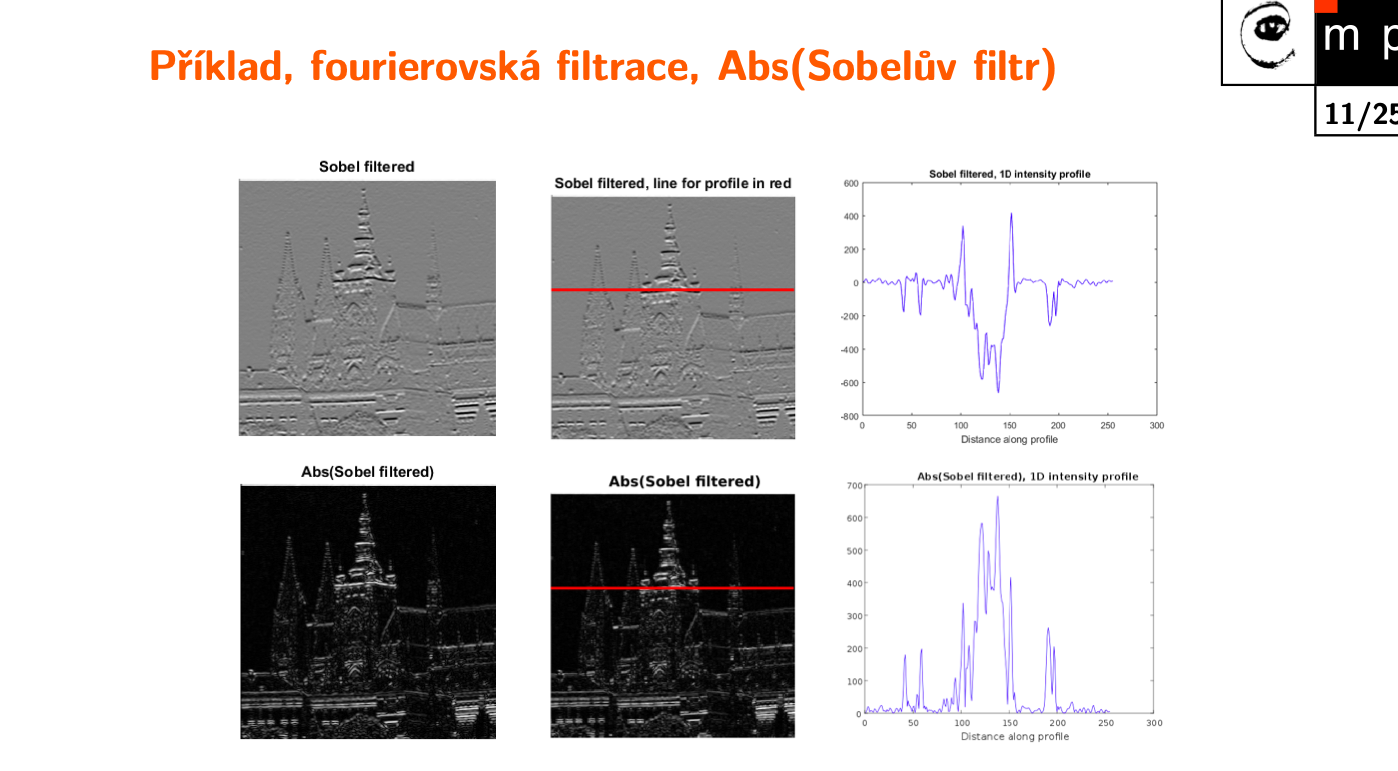 Příklad, fourierovská filtrace, Abs(Sobelův filtr)
m p
11/25
Sobel filtered
Sobel filtered, line for profile in red
Sobel filtered, 1D intensity profile
600
400
200
0
-200
-400
-600
-800
0 50 100 150 200 250 300
Distance along profile
Abs(Sobel filtered)
Abs(Sobel filtered)
Abs(Sobel filtered), 1D intensity profile
700
600
500
400
300
200
100
0
0 50 100 150 200 250 300
Distance along profile